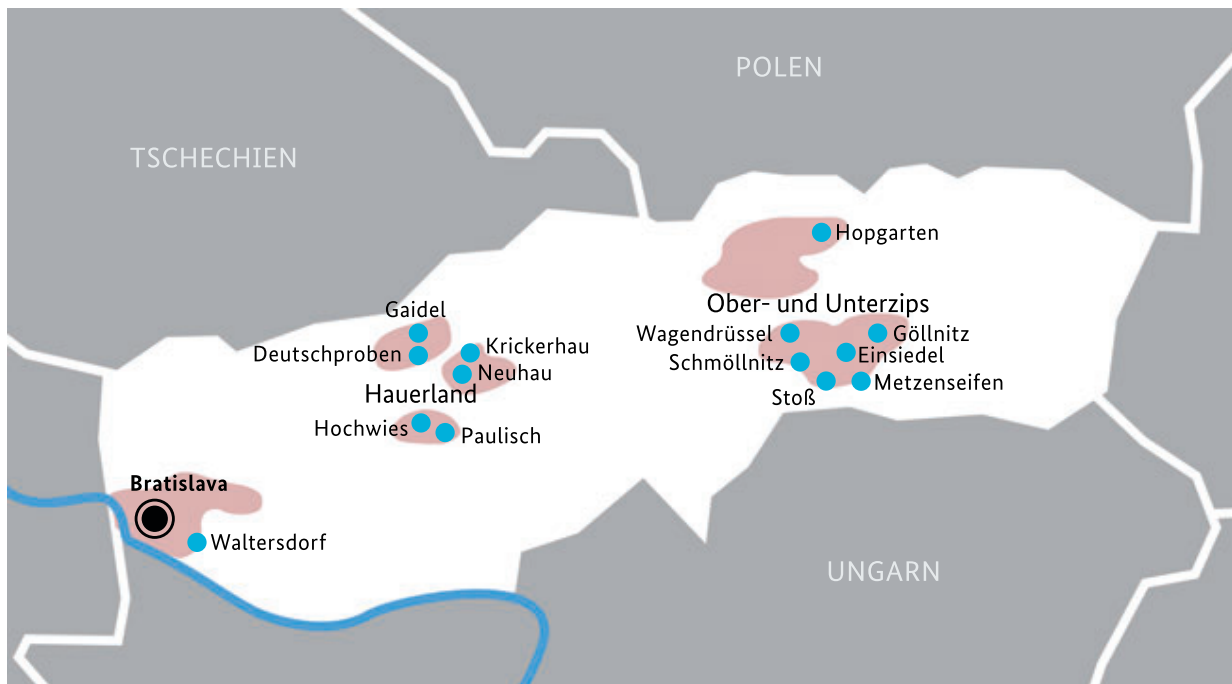 POLEN
TSCHECHIEN
Hopgarten
Ober- und Unterzips
Gaidel
Wagendrüssel
Göllnitz
Krickerhau
Deutschproben
Einsiedel
Schmöllnitz
Neuhau
Metzenseifen
Hauerland
Stoß
Hochwies
Paulisch
Bratislava
Waltersdorf
UNGARN